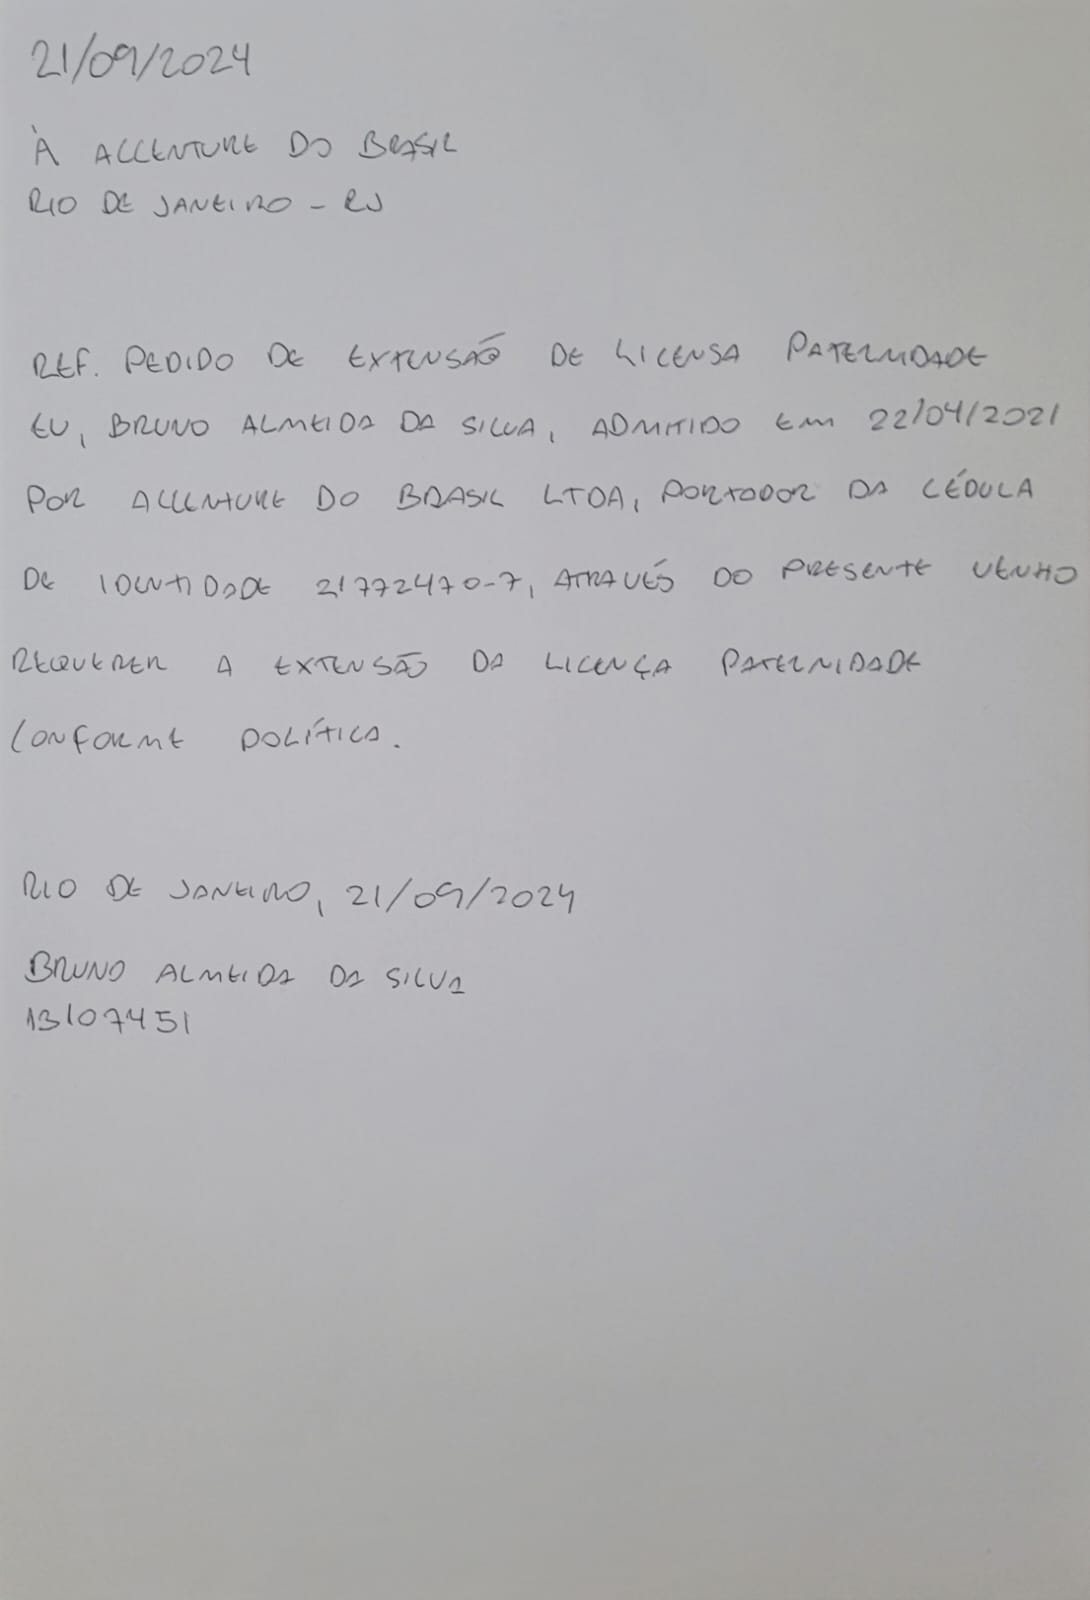 21/09/2024
À ACCENTURE DO BRASIL
RIO DE JANEIRO - RJ
REF. PEDIDO DE EXTENSÃO DE LICENSA PATERNIDADE
EU, BRUNO ALMEIDA DA SILVA, ADMITIDO EM 22/04/2021
POR ACCENTURE DO BRASIL LTDA, PORTADOR DA CÉDULA
DE IDENTIDADE 21772470-7, ATRAVÉS DO PRESENTE VENHO
REQUERER A EXTENSÃO DA LICENÇA PATERNIDADE
CONFORME POLÍTICA.
RIO DE JANEIRO, 21/09/2024
BRUNO ALMEIDA DA SILVA
13107451